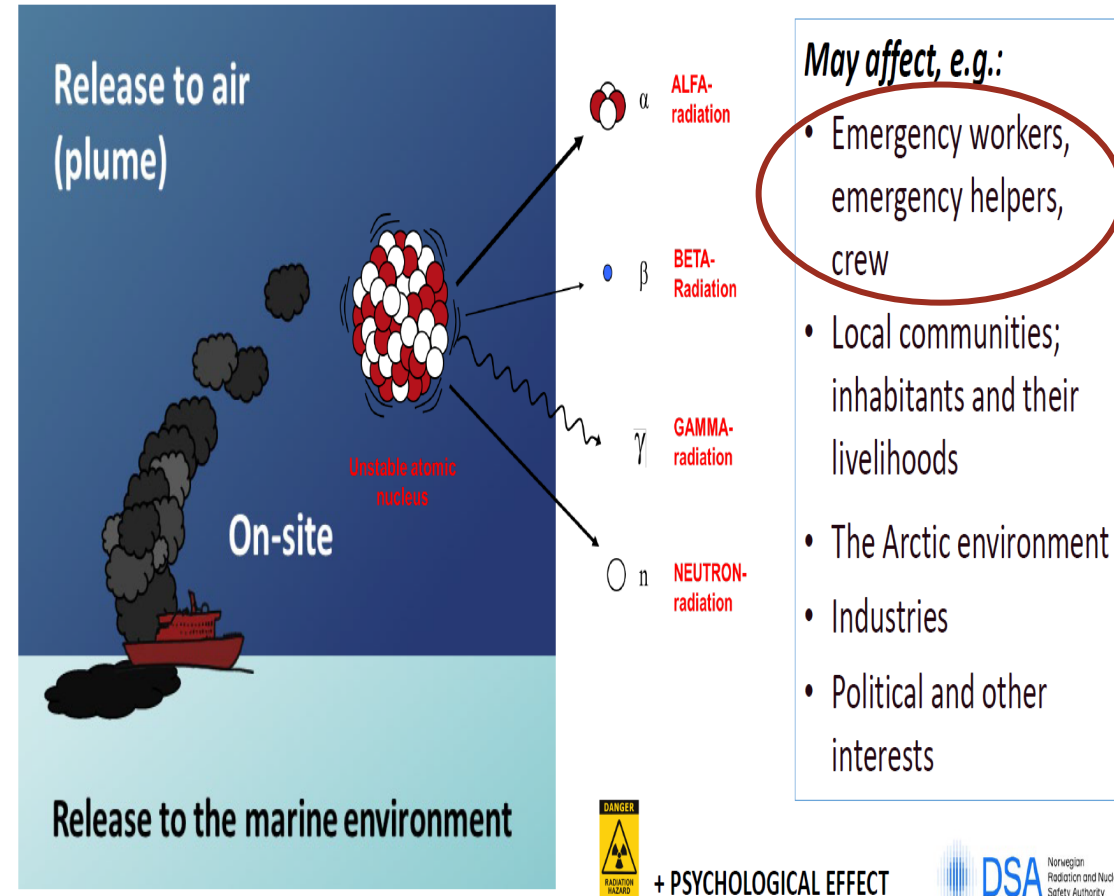 Release to air
(plume)
On-site
Release to the marine environment
Unstable atomic
nucleus
α
ALFA-
radiation
β
BETA-
Radiation
γ
GAMMA-
radiation
n
NEUTRON-
radiation
May affect, e.g.:
• Emergency workers,
emergency helpers,
crew
• Local communities;
inhabitants and their
livelihoods
• The Arctic environment
• Industries
• Political and other
interests
DANGER
RADIATION
HAZARD
+ PSYCHOLOGICAL EFFECT
DSA
Norwegian
Radiation and Nucl
Safety Authority